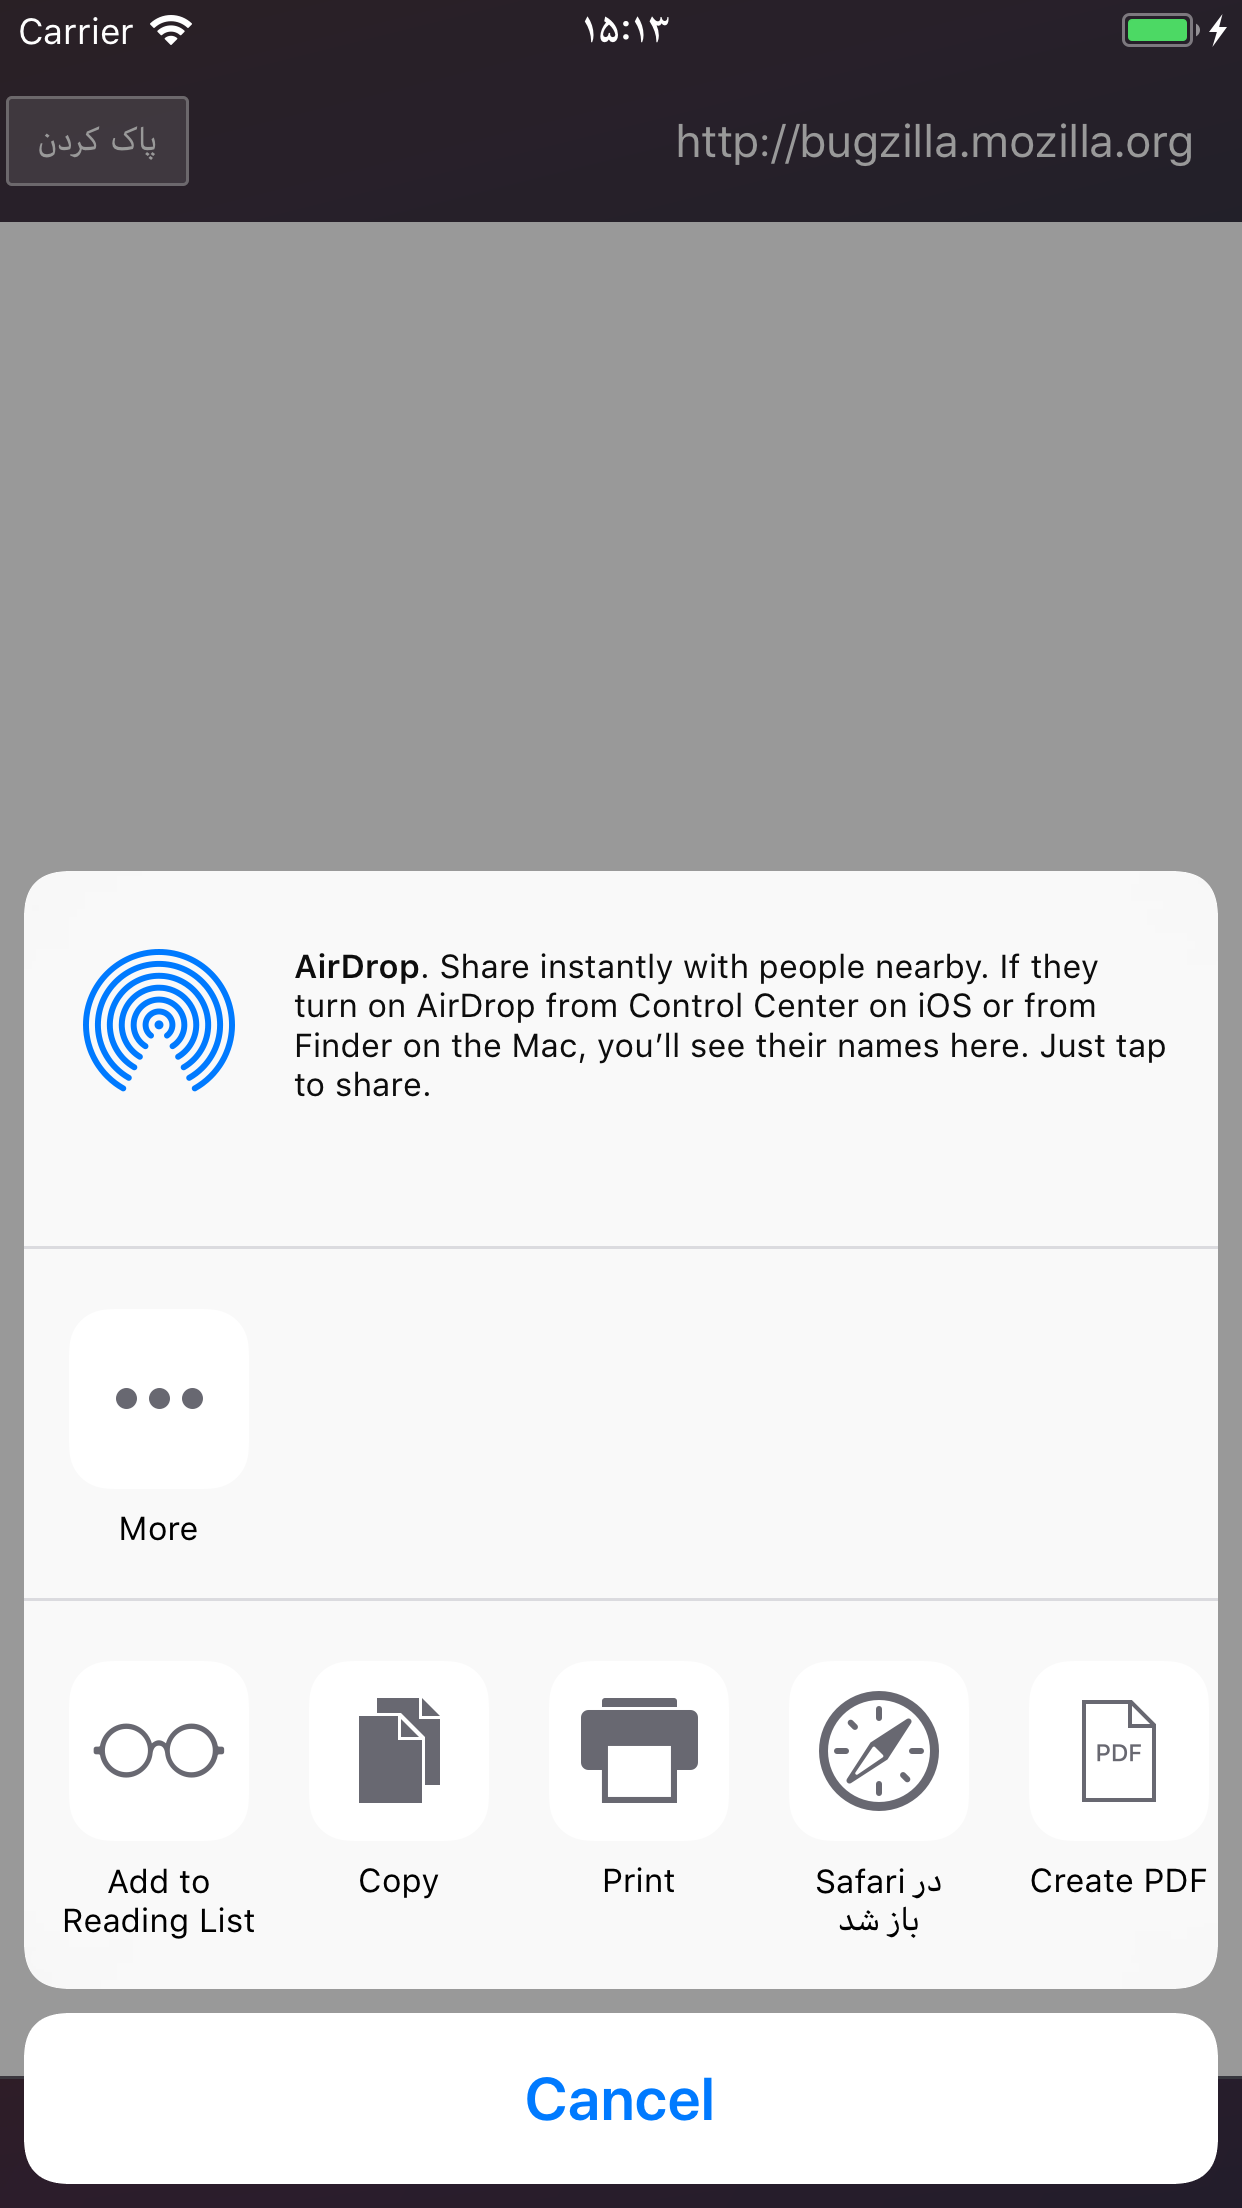 Carrier
۱۵:۱۳
پاک کردن
http://bugzilla.mozilla.org
AirDrop. Share instantly with people nearby. If they
turn on AirDrop from Control Center on iOS or from
Finder on the Mac, you’ll see their names here. Just tap
to share.
More
Add to
Reading List
Copy
Print
در Safari
باز شد
PDF
Create PDF
Cancel